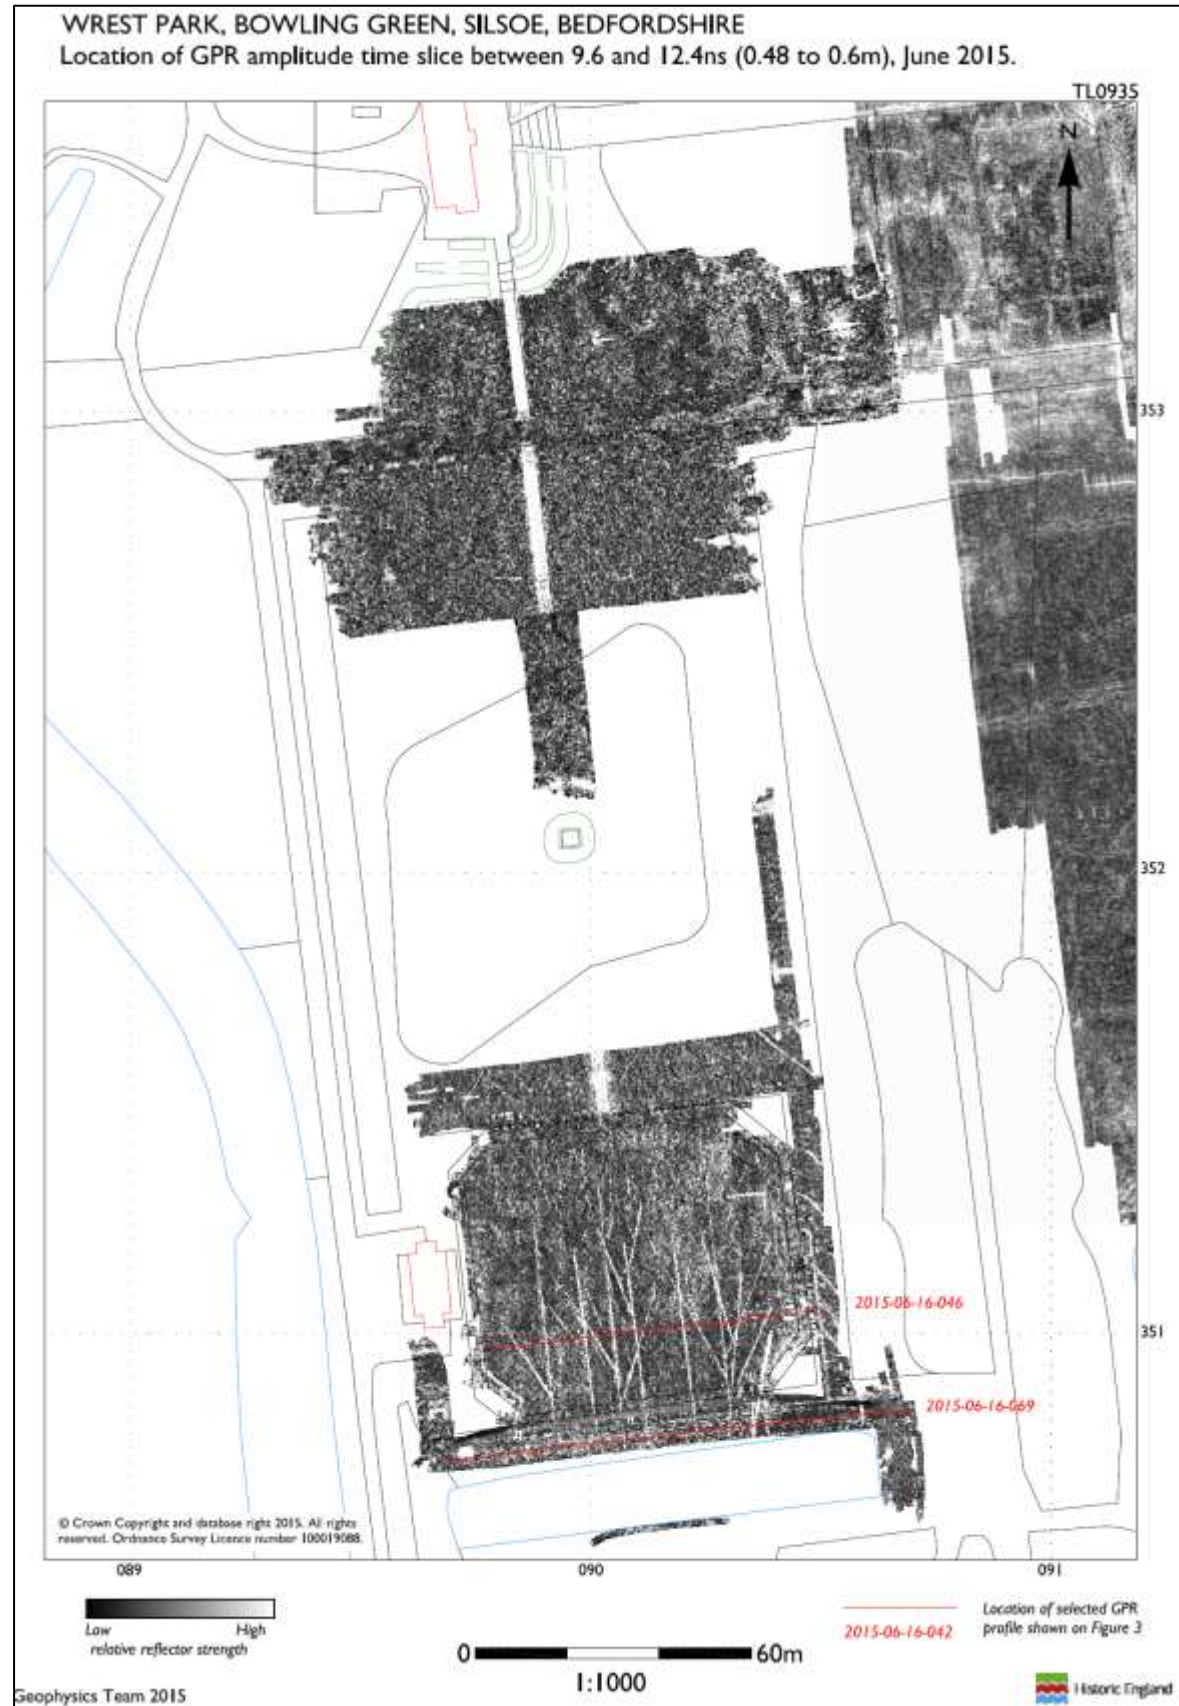 WREST PARK, BOWLING GREEN, SILSOE, BEDFORDSHIRE
Location of GPR amplitude time slice between 9.6 and 12.4ns (0.48 to 0.6m), June 2015.
TL0935
N
353
352
2015-06-16-046
351
2015-06-16-069
© Crown Copyright and database right 2015. All rights
reserved. Ordnance Survey Licence number 100019088.
089
090
091
Low
High
relative reflector strength
0
60m
1:1000
2015-06-16-042
Location of selected GPR
profile shown on Figure 3
Geophysics Team 2015
Historic England